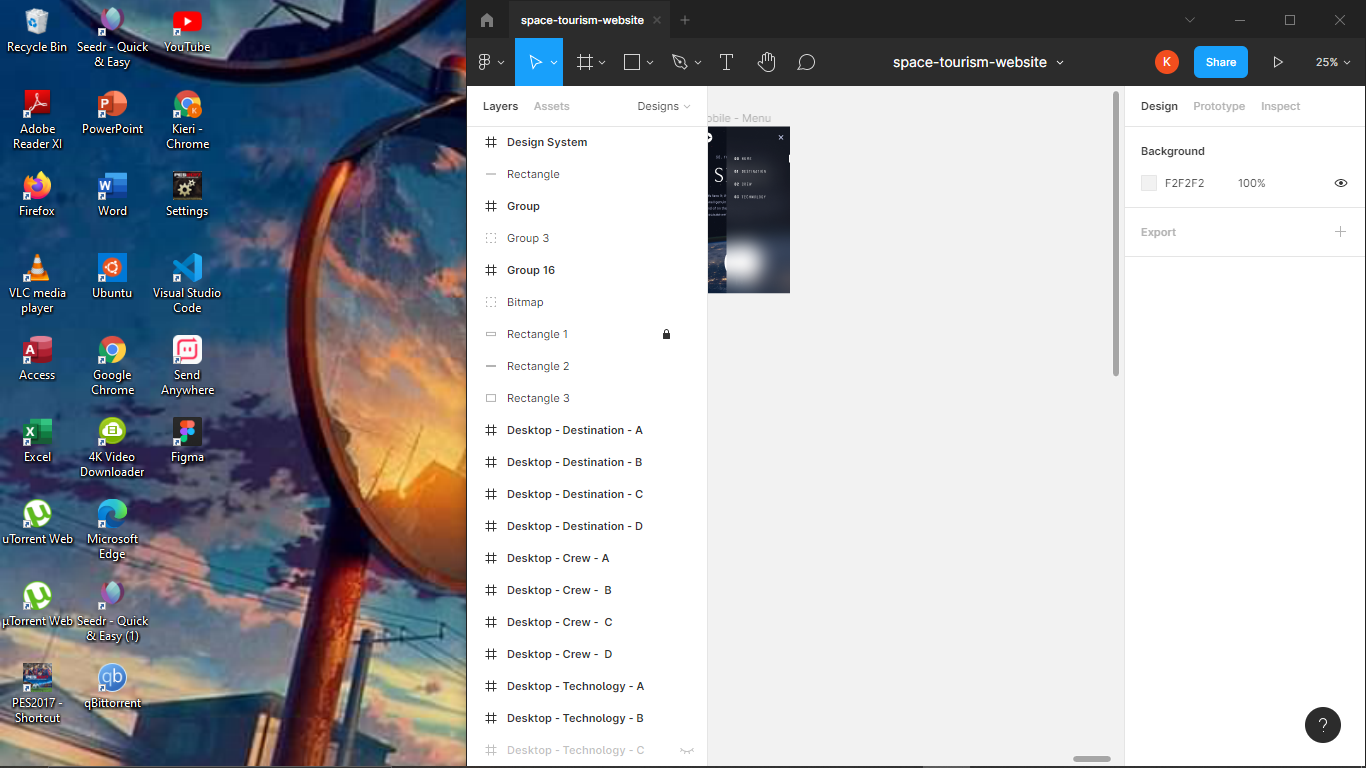 Recycle Bin
Seedr - Quick
& Easy
YouTube
Adobe
Reader XI
PowerPoint
Kieri -
Chrome
Firefox
Word
Settings
VLC media
player
Ubuntu
Visual Studio
Code
Access
Google
Chrome
Send
Anywhere
Excel
4K Video
Downloader
Figma
uTorrent Web
Microsoft
Edge
µTorrent Web
Seedr - Quick
& Easy (1)
PES2017 -
Shortcut
qBittorrent
space-tourism-website
space-tourism-website
K
Share
25%
Layers
Assets
Designs
Design System
Rectangle
Group
Group 3
Group 16
Bitmap
Rectangle 1
Rectangle 2
Rectangle 3
Desktop - Destination - A
Desktop - Destination - B
Desktop - Destination - C
Desktop - Destination - D
Desktop - Crew - A
Desktop - Crew - B
Desktop - Crew - C
Desktop - Crew - D
Desktop - Technology - A
Desktop - Technology - B
Desktop - Technology - C
obile - Menu
00 HOME
01 DESTINATION
02 CREW
03 TECHNOLOGY
S
Design
Prototype
Inspect
Background
F2F2F2
100%
Export
?